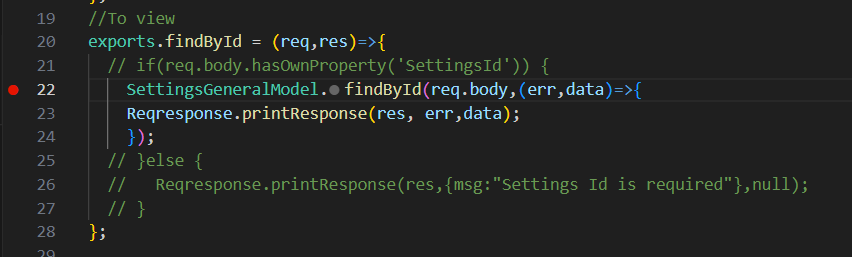 19 //To view
20 exports.findById = (req,res)=>{
21 // if(req.body.hasOwnProperty('SettingsId')) {
22 SettingsGeneralModel.findById(req.body,(err,data)=>{
23 Reqresponse.printResponse(res, err,data);
24 });
25 // }else {
26 //   Reqresponse.printResponse(res,{msg:"Settings Id is required"},null);
27 // }
28 };
29